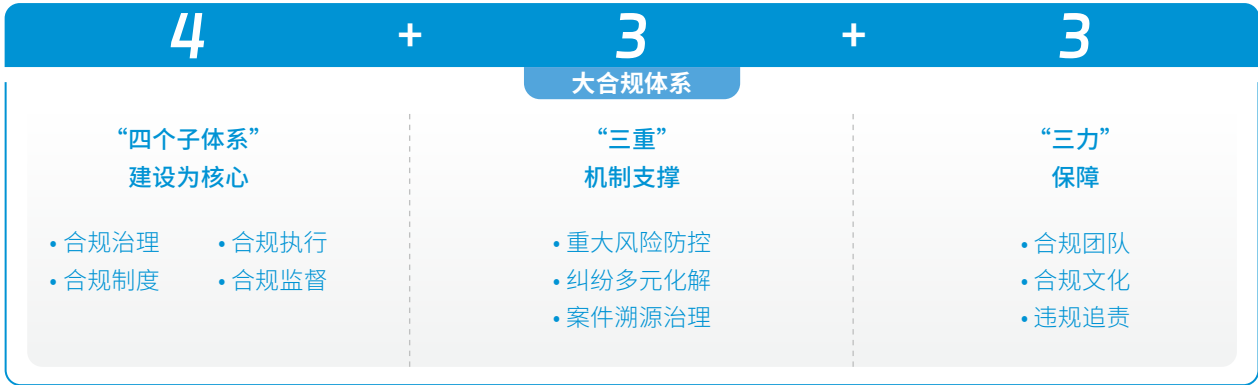 4 + 3 + 3
大合规体系
“四个子体系”
建设为核心
• 合规治理 • 合规执行
• 合规制度 • 合规监督
“三重”
机制支撑
• 重大风险防控
• 纠纷多元化解
• 案件溯源治理
“三力”
保障
• 合规团队
• 合规文化
• 违规追责